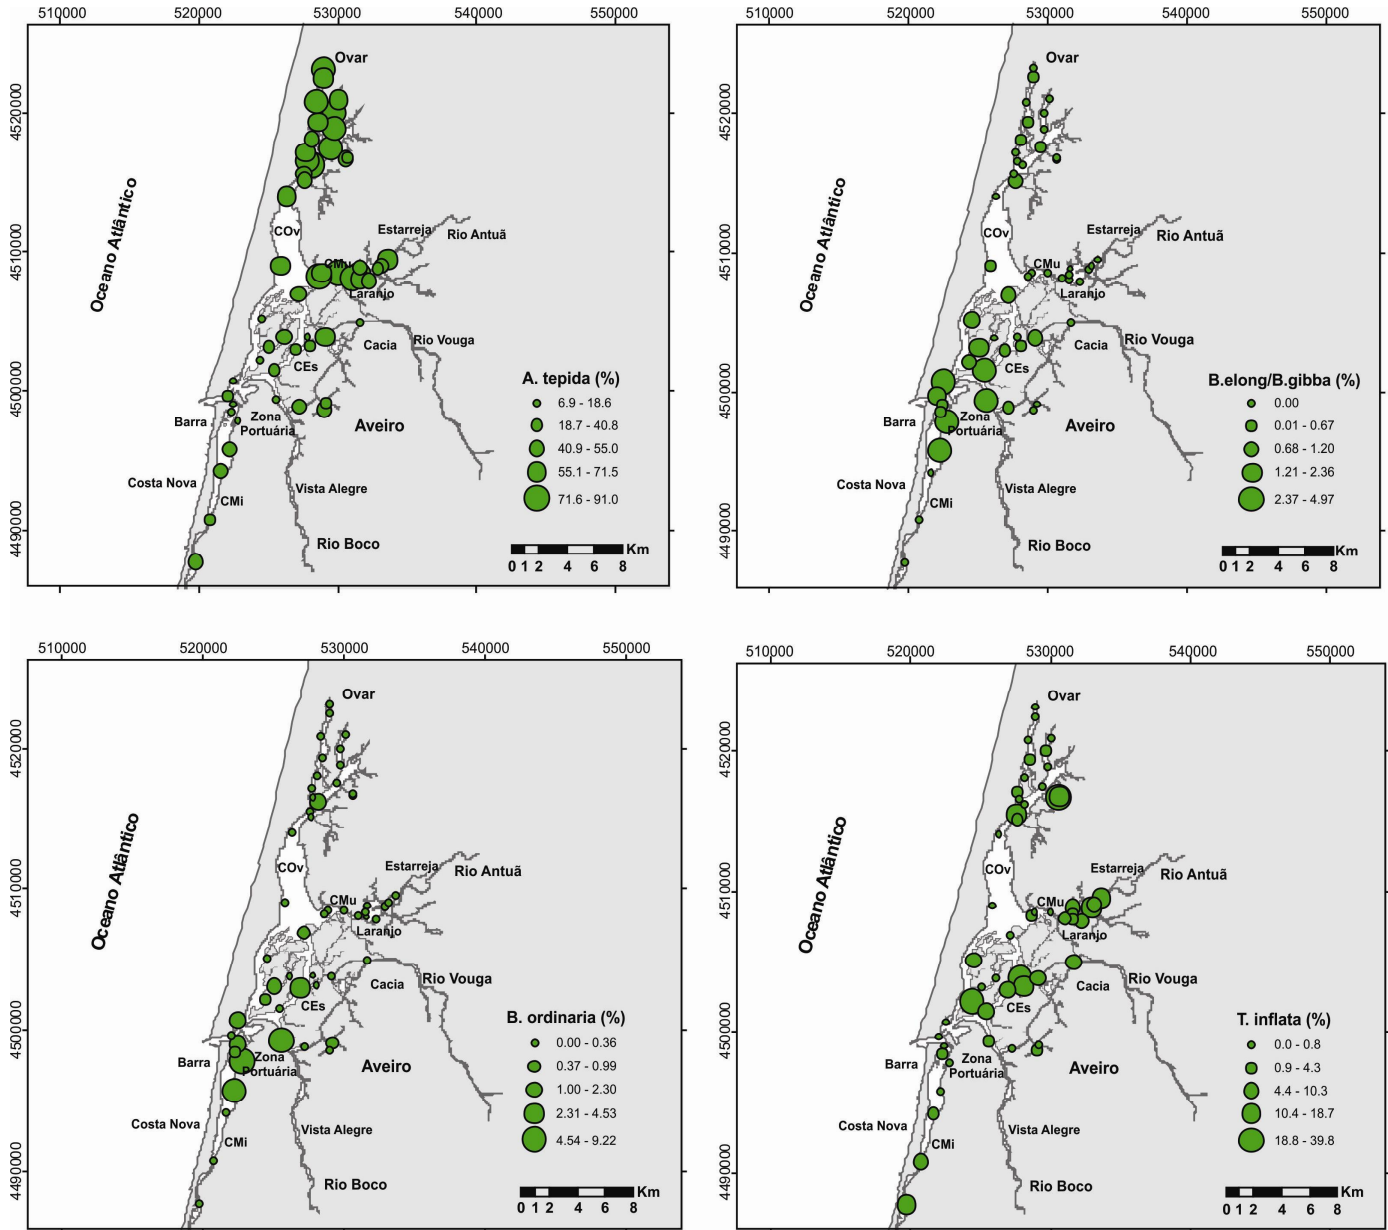 510000 520000 530000 540000 550000
4520000
4510000
4500000
4490000
Oceano Atlântico
Ovar
COv
Estarreja
Rio Antuã
CMu
Laranjo
Cacia
Rio Vouga
CEs
Barra
Zona
Portuária
Aveiro
Costa Nova
CMi
Vista Alegre
Rio Boco
A. tepida (%)
6.9 - 18.6
18.7 - 40.8
40.9 - 55.0
55.1 - 71.5
71.6 - 91.0
Km
0 1 2 4 6 8
510000 520000 530000 540000 550000
4520000
4510000
4500000
4490000
Oceano Atlântico
Ovar
COv
Estarreja
Rio Antuã
CMu
Laranjo
Cacia
Rio Vouga
CEs
Barra
Zona
Portuária
Aveiro
Costa Nova
CMi
Vista Alegre
Rio Boco
B.elong/B.gibba (%)
0.00
0.01 - 0.67
0.68 - 1.20
1.21 - 2.36
2.37 - 4.97
Km
0 1 2 4 6 8
510000 520000 530000 540000 550000
4520000
4510000
4500000
4490000
Oceano Atlântico
Ovar
COv
Estarreja
Rio Antuã
CMu
Laranjo
Cacia
Rio Vouga
CEs
Barra
Zona
Portuária
Aveiro
Costa Nova
CMi
Vista Alegre
Rio Boco
B. ordinaria (%)
0.00 - 0.36
0.37 - 0.99
1.00 - 2.30
2.31 - 4.53
4.54 - 9.22
Km
0 1 2 4 6 8
510000 520000 530000 540000 550000
4520000
4510000
4500000
4490000
Oceano Atlântico
Ovar
COv
Estarreja
Rio Antuã
CMu
Laranjo
Cacia
Rio Vouga
CEs
Barra
Zona
Portuária
Aveiro
Costa Nova
CMi
Vista Alegre
Rio Boco
T. inflata (%)
0.0 - 0.8
0.9 - 4.3
4.4 - 10.3
10.4 - 18.7
18.8 - 39.8
Km
0 1 2 4 6 8